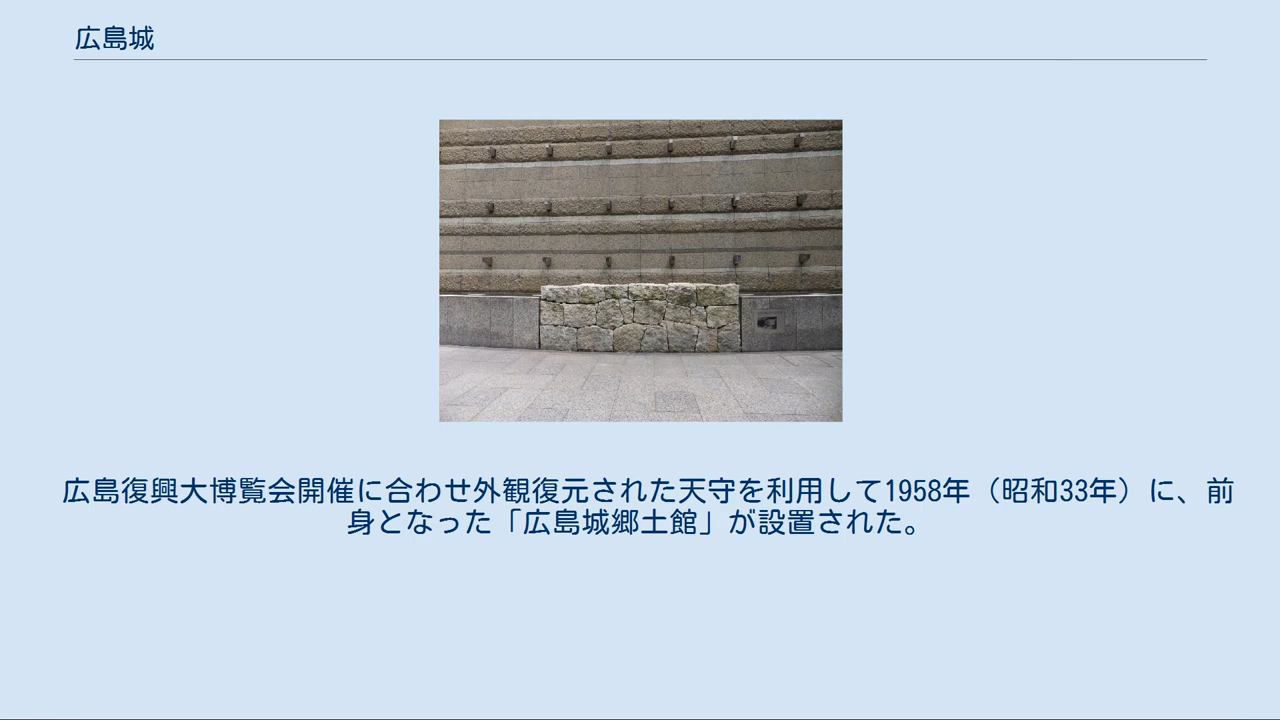 広島城
広島復興大博覧会開催に合わせ外観復元された天守を利用して1958年（昭和33年）に、前
身となった「広島城郷土館」が設置された。